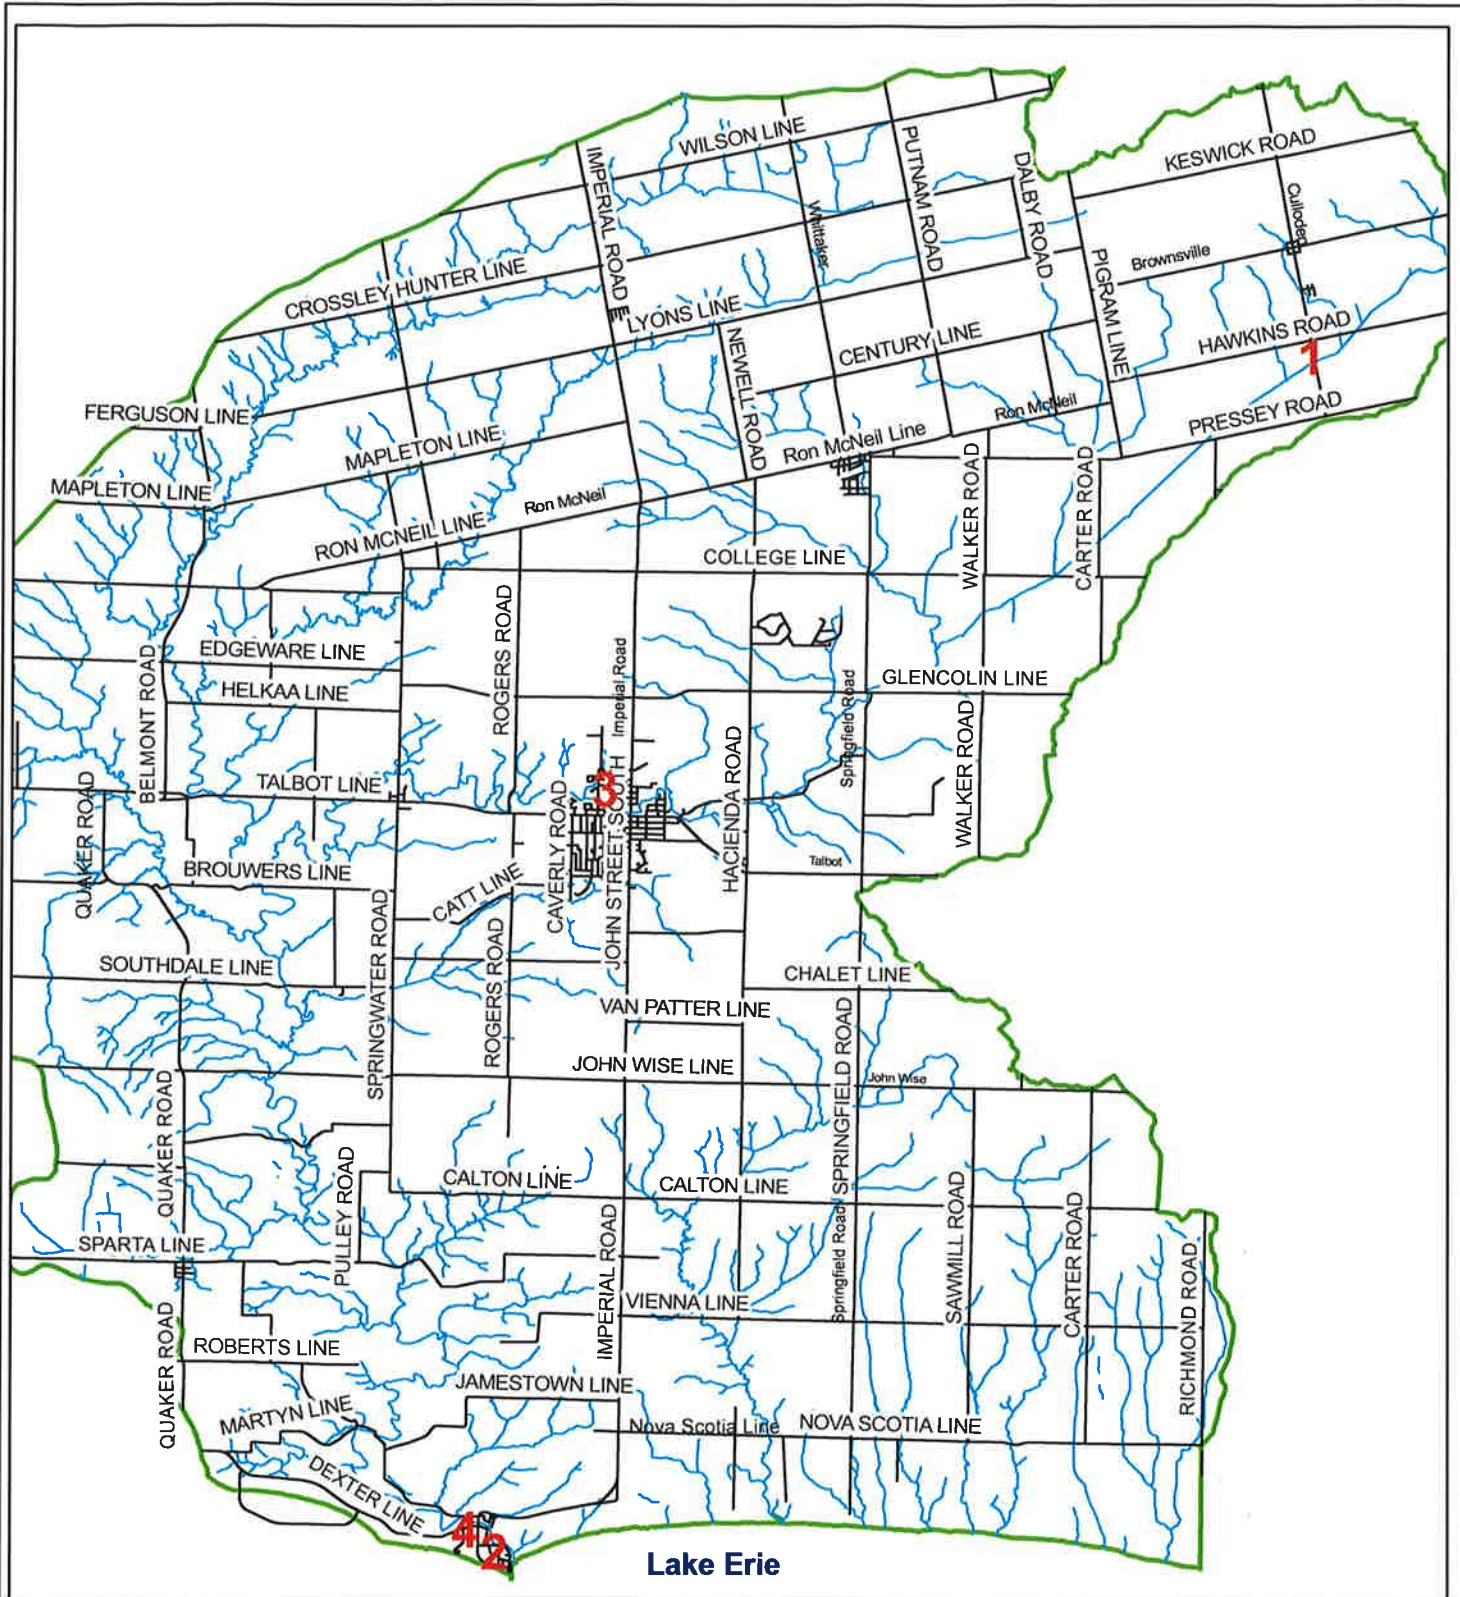 WILSON LINE
KESWICK ROAD
IMPERIAL ROAD
PUTNAM ROAD
DALBY ROAD
Whittaker
Culloden
Brownsville
PIGRAM LINE
CROSSLEY HUNTER LINE
LYONS LINE
HAWKINS ROAD
1
CENTURY LINE
NEWELL ROAD
FERGUSON LINE
MAPLETON LINE
Ron McNeil
PRESSEY ROAD
Ron McNeil Line
MAPLETON LINE
RON MCNEIL LINE
Ron McNeil
WALKER ROAD
CARTER ROAD
COLLEGE LINE
ROGERS ROAD
EDGEWARE LINE
HELKAA LINE
BELMONT ROAD
Imperial Road
GLENCOLIN LINE
Springfield Road
WALKER ROAD
HACIENDA ROAD
TALBOT LINE
3
QUAKER ROAD
CAVERLY ROAD
JOHN STREET SOUTH
Talbot
BROUWERS LINE
CATT LINE
SPRINGWATER ROAD
ROGERS ROAD
SOUTHDALE LINE
CHALET LINE
VAN PATTER LINE
SPRINGFIELD ROAD
JOHN WISE LINE
John Wise
QUAKER ROAD
PULLEY ROAD
CALTON LINE
CALTON LINE
SAWMILL ROAD
CARTER ROAD
Springfield Road
IMPERIAL ROAD
SPARTA LINE
RICHMOND ROAD
VIENNA LINE
QUAKER ROAD
ROBERTS LINE
JAMESTOWN LINE
MARTYN LINE
Nova Scotia Line
NOVA SCOTIA LINE
DEXTER LINE
4
2
Lake Erie